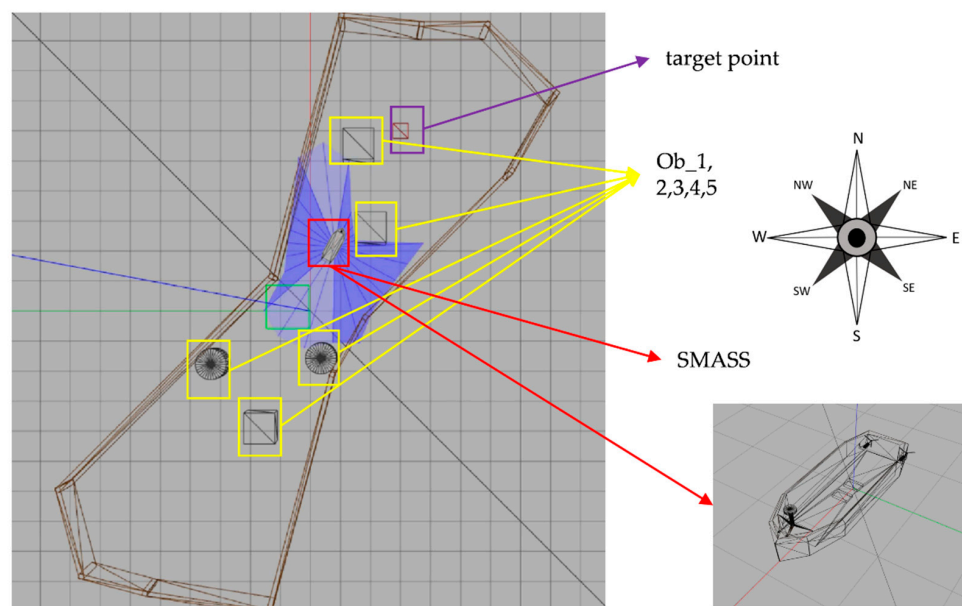 target point
Ob_1,
2,3,4,5
N
NW
NE
W
E
SW
SE
S
SMASS